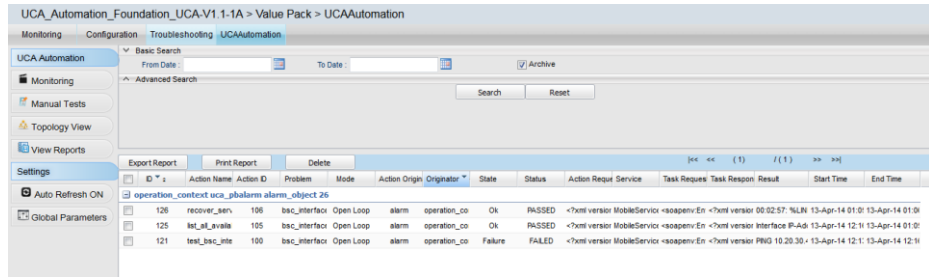 UCA_Automation_Foundation_UCA-V1.1-1A > Value Pack > UCAAutomation
Monitoring Configuration Troubleshooting UCAAutomation
UCA Automation
Monitoring
Manual Tests
Topology View
View Reports
Settings
Auto Refresh ON
Global Parameters
Basic Search
From Date : To Date : Archive
Advanced Search
Search Reset
Export Report Print Report Delete |<< << (1) / (1) >> >>|
ID Action Name Action ID Problem Mode Action Origin Originator State Status Action Reque Service Task Reques Task Respon Result Start Time End Time
operation_context uca_pbalarm alarm_object 26
126 recover_serv 106 bsc_interfac Open Loop alarm operation_co Ok PASSED <?xml version MobileService <soapenv:En <?xml version 00:02:57: %LIN 13-Apr-14 01:0 13-Apr-14 01:0
125 list_all_availa 105 bsc_interfac Open Loop alarm operation_co Ok PASSED <?xml version MobileService <soapenv:En <?xml version Interface IP-Ad 13-Apr-14 12:1 13-Apr-14 01:0
121 test_bsc_inte 100 bsc_interfac Open Loop alarm operation_co Failure FAILED <?xml version MobileService <soapenv:En <?xml version PING 10.20.30. 13-Apr-14 12:1 13-Apr-14 12:1